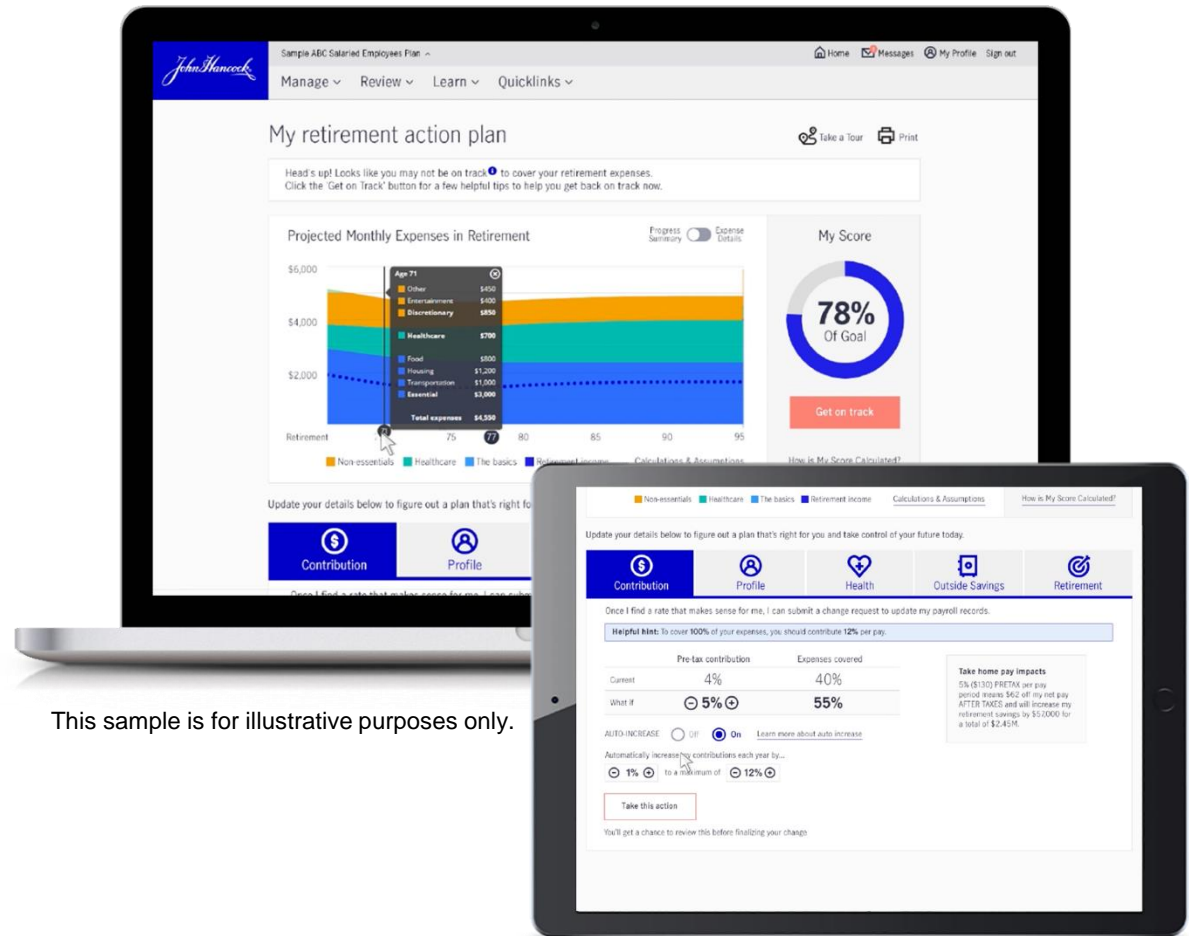 John Hancock
Sample ABC Salaried Employees Plan
Home Messages My Profile Sign out
Manage Review Learn Quicklinks
My retirement action plan
Take a Tour Print
Head's up! Looks like you may not be on track to cover your retirement expenses.
Click the 'Get on Track' button for a few helpful tips to help you get back on track now.
Projected Monthly Expenses in Retirement
Progress Summary
Expense Details
My Score
$6,000
$4,000
$2,000
Age 71
Other $450
Entertainment $400
Discretionary $850
Healthcare $700
Food $800
Housing $1,200
Transportation $1,000
Essential $3,000
Total expenses $4,550
78%
Of Goal
Get on track
Retirement 75 77 80 85 90 95
Non-essentials Healthcare The basics Retirement income Calculations & Assumptions
How is My Score Calculated?
Update your details below to figure out a plan that's right fo
Contribution
Profile
Once I find a rate that makes sense for me, I can subm
This sample is for illustrative purposes only.
Non-essentials Healthcare The basics Retirement income Calculations & Assumptions How is My Score Calculated?
Update your details below to figure out a plan that's right for you and take control of your future today.
Contribution Profile Health Outside Savings Retirement
Once I find a rate that makes sense for me, I can submit a change request to update my payroll records.
Helpful hint: To cover 100% of your expenses, you should contribute 12% per pay.
Pre-tax contribution Expenses covered
Current 4% 40%
What if 5% 55%
Take home pay impacts
5% ($130) PRETAX per pay
period means $62 off my net pay
AFTER TAXES and will increase my
retirement savings by $57,000 for
a total of $2.45M.
AUTO-INCREASE Off On Learn more about auto increase
Automatically increase my contributions each year by...
1% to a maximum of 12%
Take this action
You'll get a chance to review this before finalizing your change